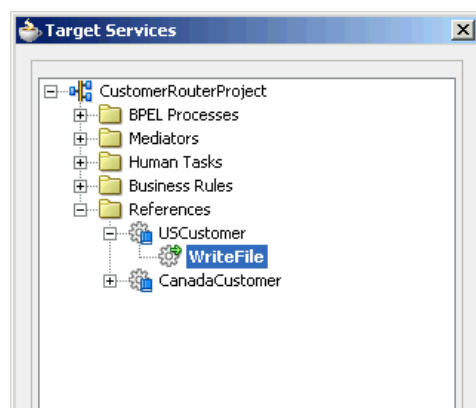 Target Services
CustomerRouterProject
BPEL Processes
Mediators
Human Tasks
Business Rules
References
USCustomer
WriteFile
CanadaCustomer